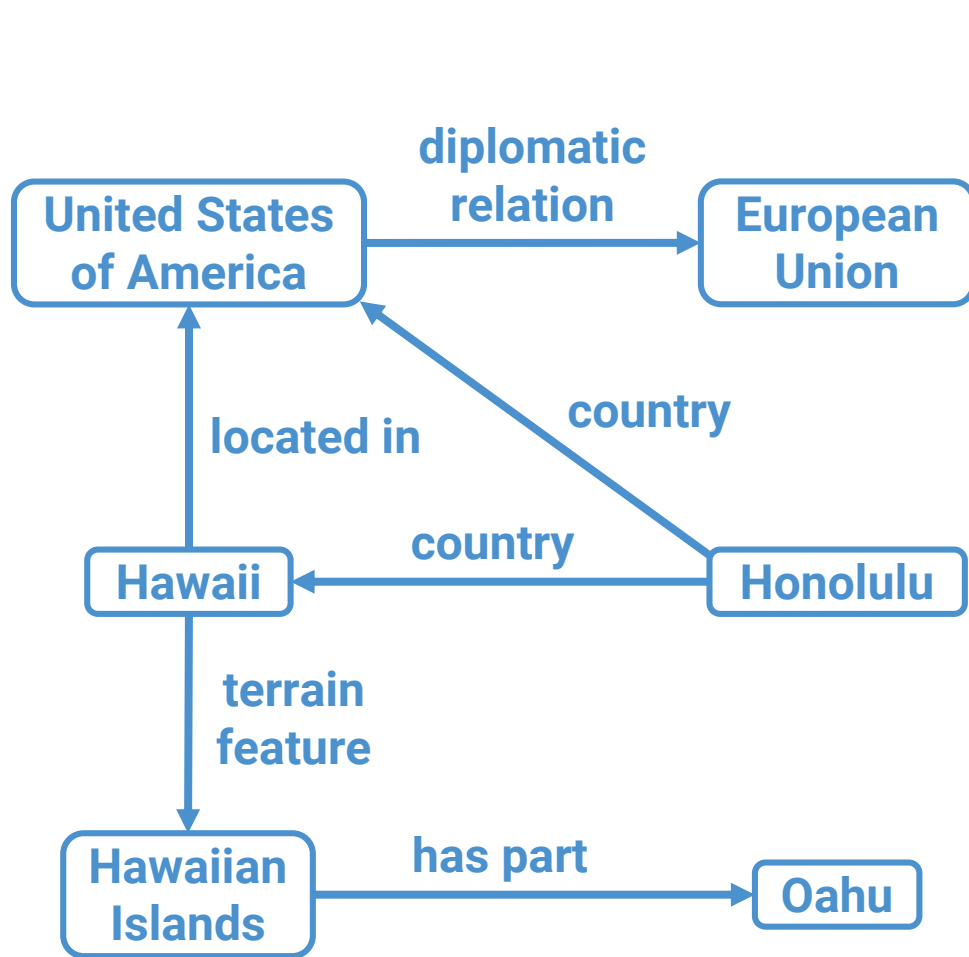 diplomatic
relation
United States
of America
European
Union
country
located in
country
Hawaii
Honolulu
terrain
feature
has part
Hawaiian
Islands
Oahu